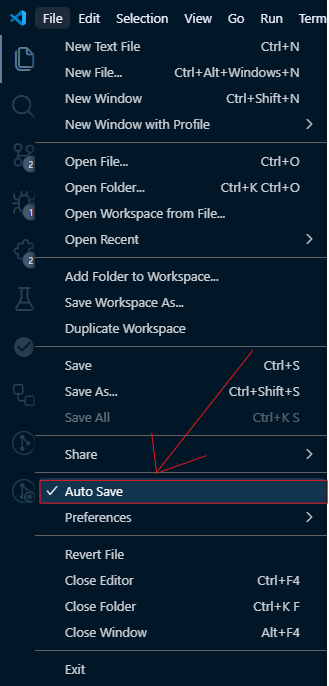 File Edit Selection View Go Run Term
New Text File Ctrl+N
New File... Ctrl+Alt+Windows+N
New Window Ctrl+Shift+N
New Window with Profile
Open File... Ctrl+O
Open Folder... Ctrl+K Ctrl+O
Open Workspace from File...
Open Recent
Add Folder to Workspace...
Save Workspace As...
Duplicate Workspace
Save Ctrl+S
Save As... Ctrl+Shift+S
Save All Ctrl+K S
Share
Auto Save
Preferences
Revert File
Close Editor Ctrl+F4
Close Folder Ctrl+K F
Close Window Alt+F4
Exit
2
1
2